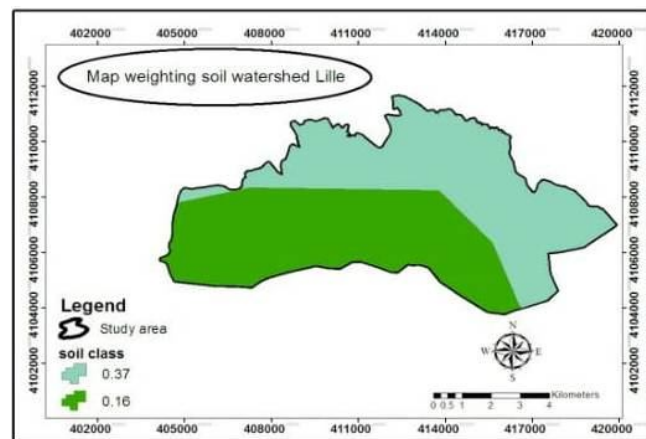 402000 405000 408000 411000 414000 417000 420000
Map weighting soil watershed Lille
4112000 4112000
4110000 4110000
4108000 4108000
4106000 4106000
4104000 4104000
4102000 4102000
Legend
Study area
soil class
0.37
0.16
N
W E
S
Kilometers
0 0.5 1 2 3 4
402000 405000 408000 411000 414000 417000 420000